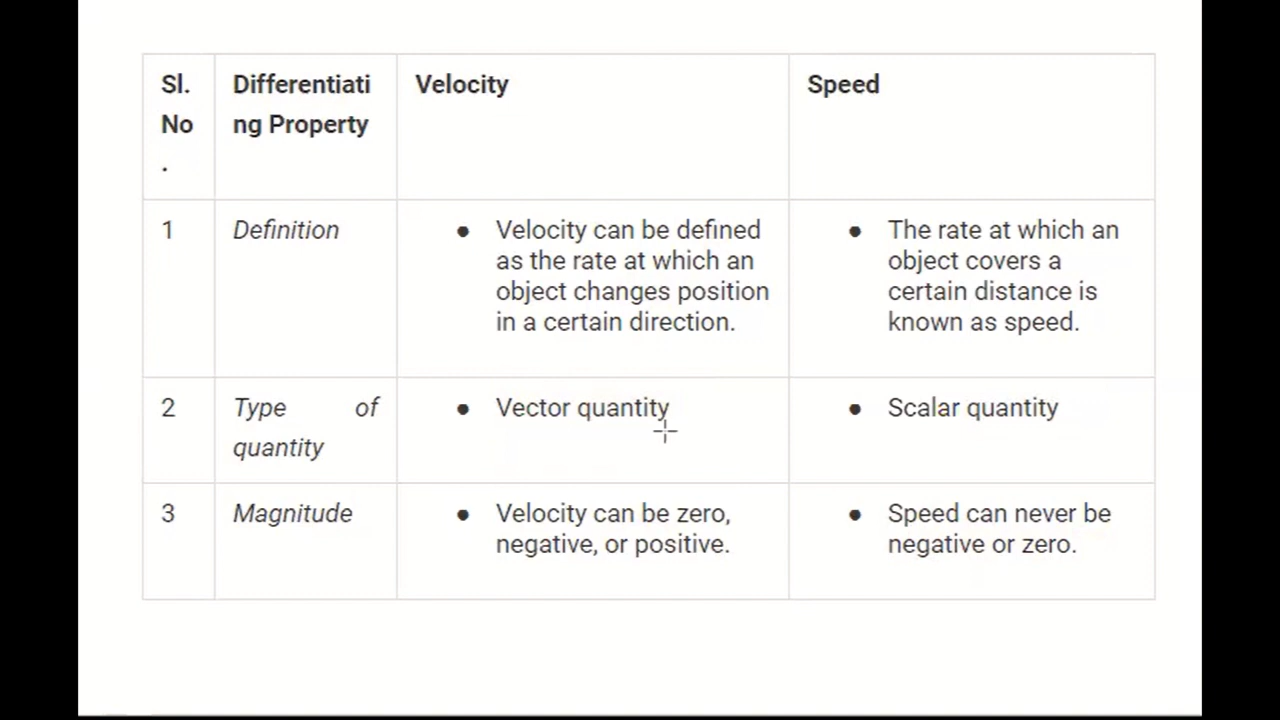 Sl.
No
.
Differentiati
ng Property
Velocity
Speed
1
Definition
● Velocity can be defined
as the rate at which an
object changes position
in a certain direction.
● The rate at which an
object covers a
certain distance is
known as speed.
2
Type of
quantity
● Vector quantity
● Scalar quantity
3
Magnitude
● Velocity can be zero,
negative, or positive.
● Speed can never be
negative or zero.